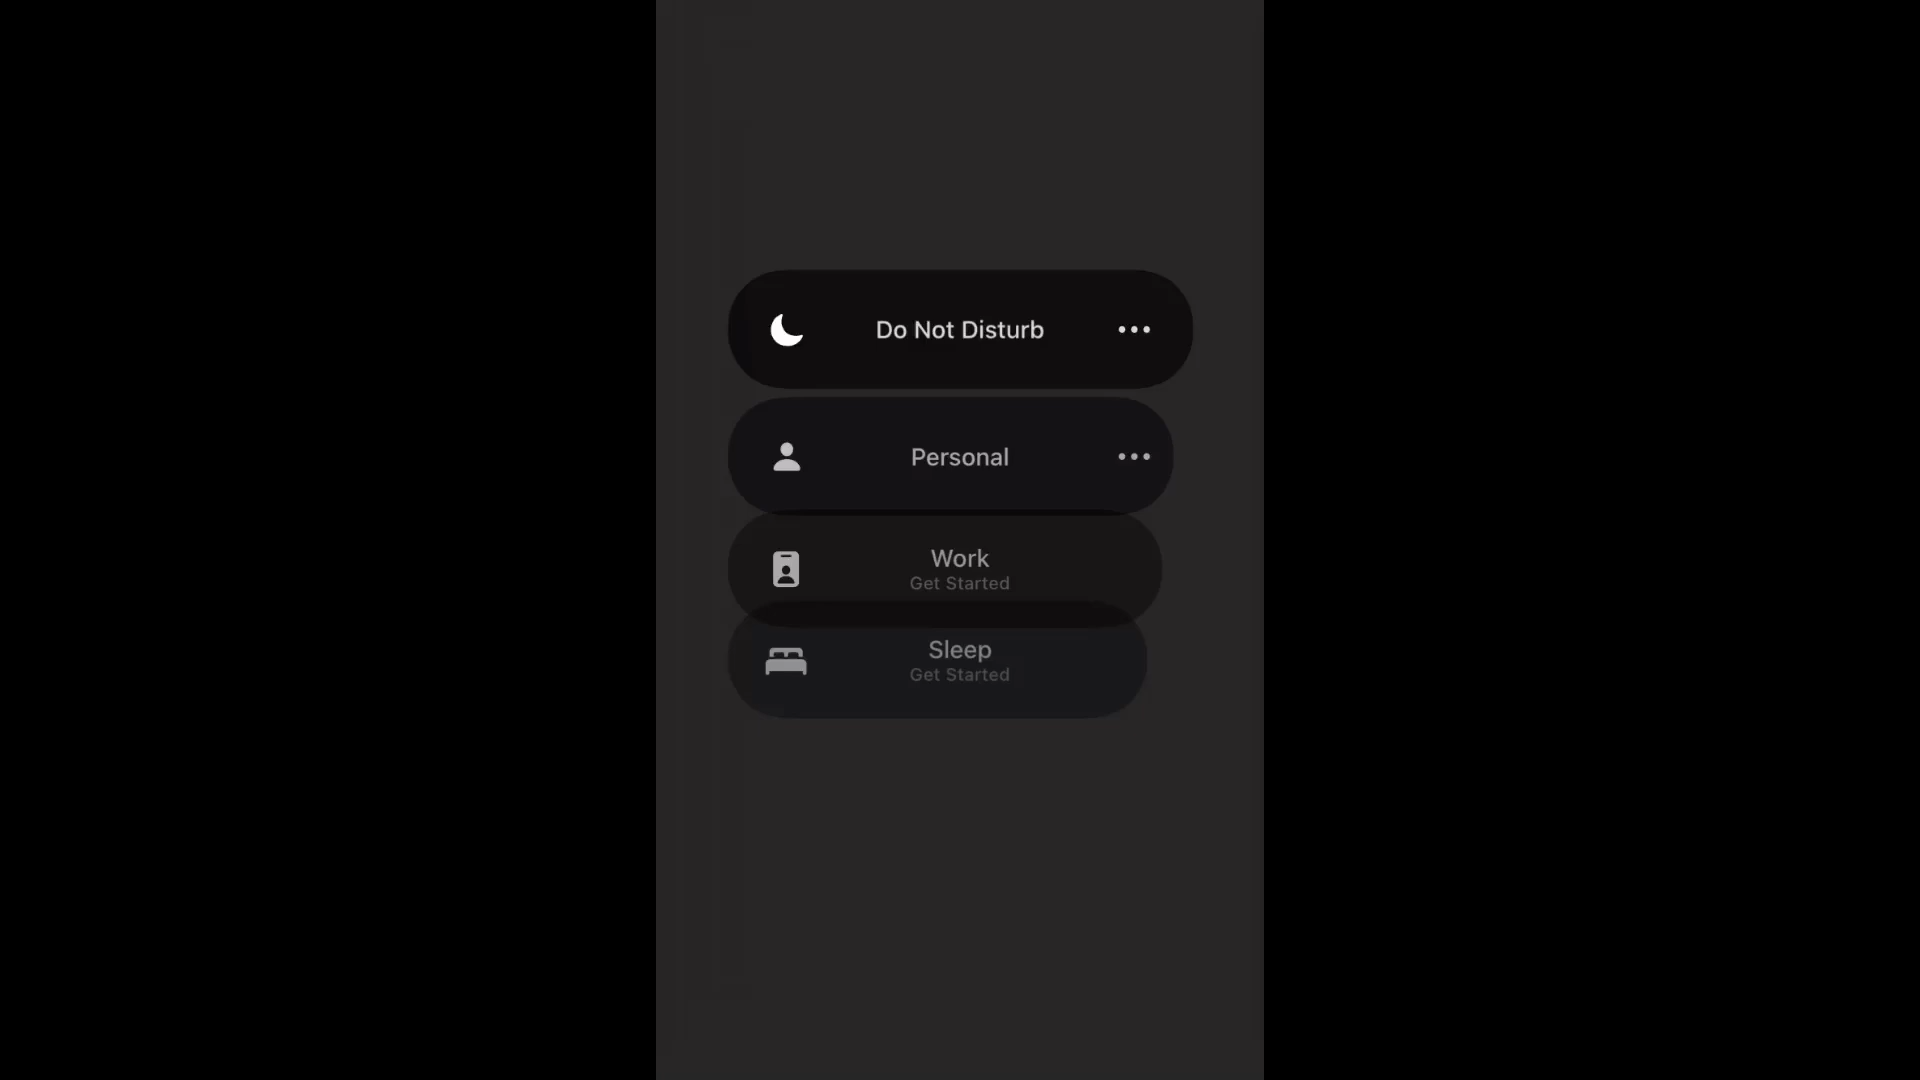 Do Not Disturb
Personal
Work
Get Started
Sleep
Get Started